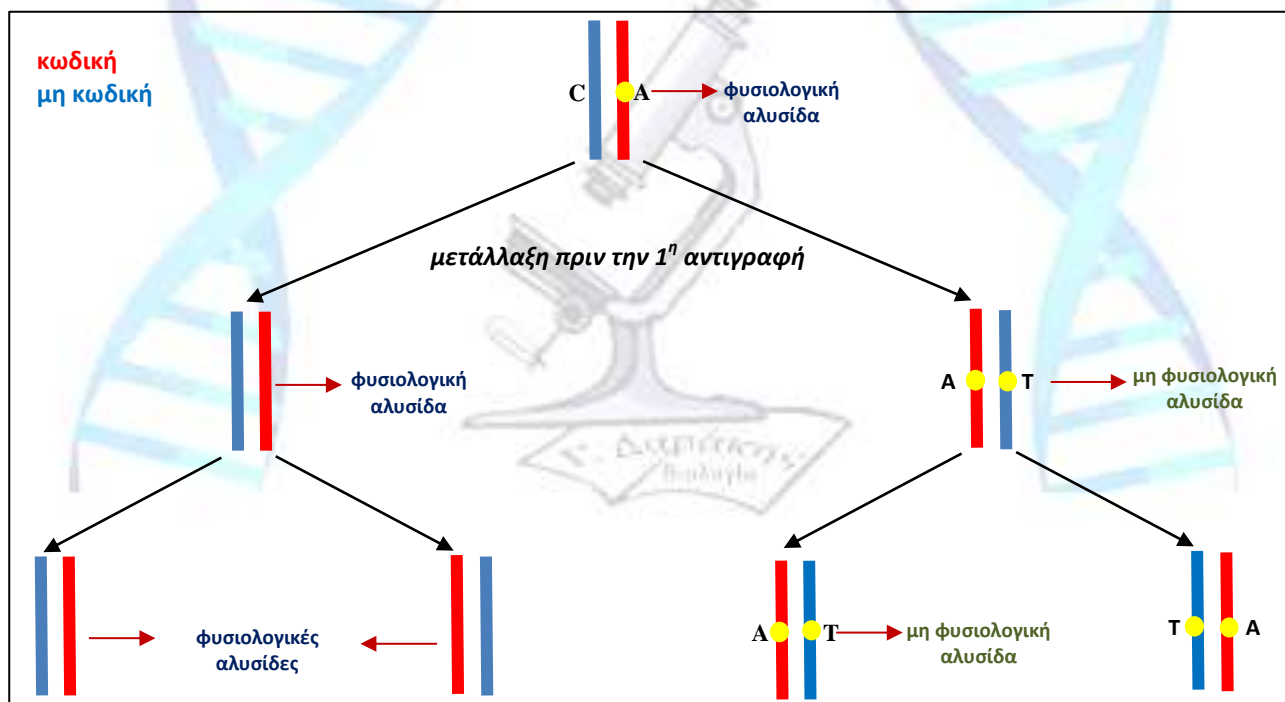 κωδική
μη κωδική
C
A
φυσιολογική
αλυσίδα
μετάλλαξη πριν την 1η αντιγραφή
φυσιολογική
αλυσίδα
A
T
μη φυσιολογική
αλυσίδα
φυσιολογικές
αλυσίδες
A
T
μη φυσιολογική
αλυσίδα
T
A
Βιολογία